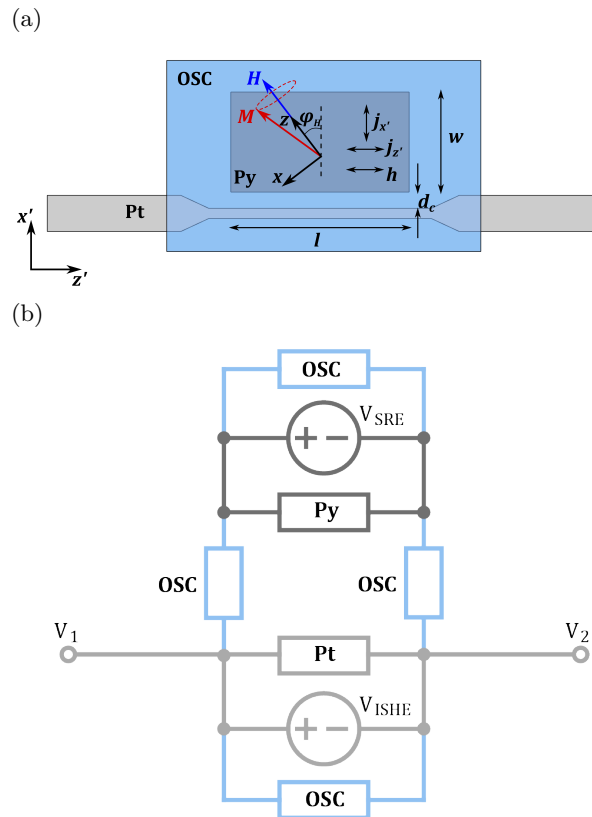 (a)
OSC
H
M
z
φH
jx'
w
jz'
Py
x
h
dc
Pt
x'
l
z'
(b)
OSC
VSRE
Py
OSC
OSC
V1
V2
Pt
VISHE
OSC